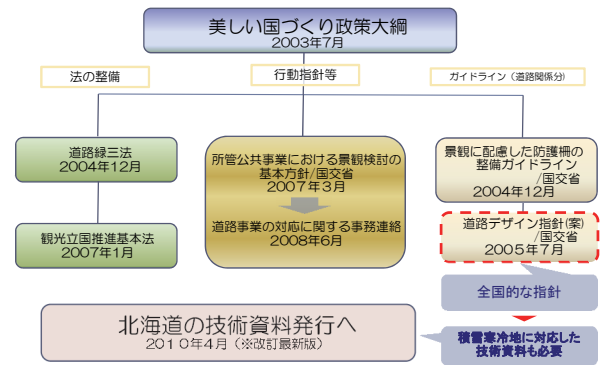 美しい国づくり政策大綱
2003年7月
法の整備
行動指針等
ガイドライン（道路関係分）
道路緑三法
2004年12月
観光立国推進基本法
2007年1月
所管公共事業における景観検討の
基本方針/国交省
2007年3月
道路事業の対応に関する事務連絡
2008年6月
景観に配慮した防護柵の
整備ガイドライン
/国交省
2004年12月
道路デザイン指針(案)
/国交省
2005年7月
全国的な指針
積雪寒冷地に対応した
技術資料も必要
北海道の技術資料発行へ
2010年4月（※改訂最新版）